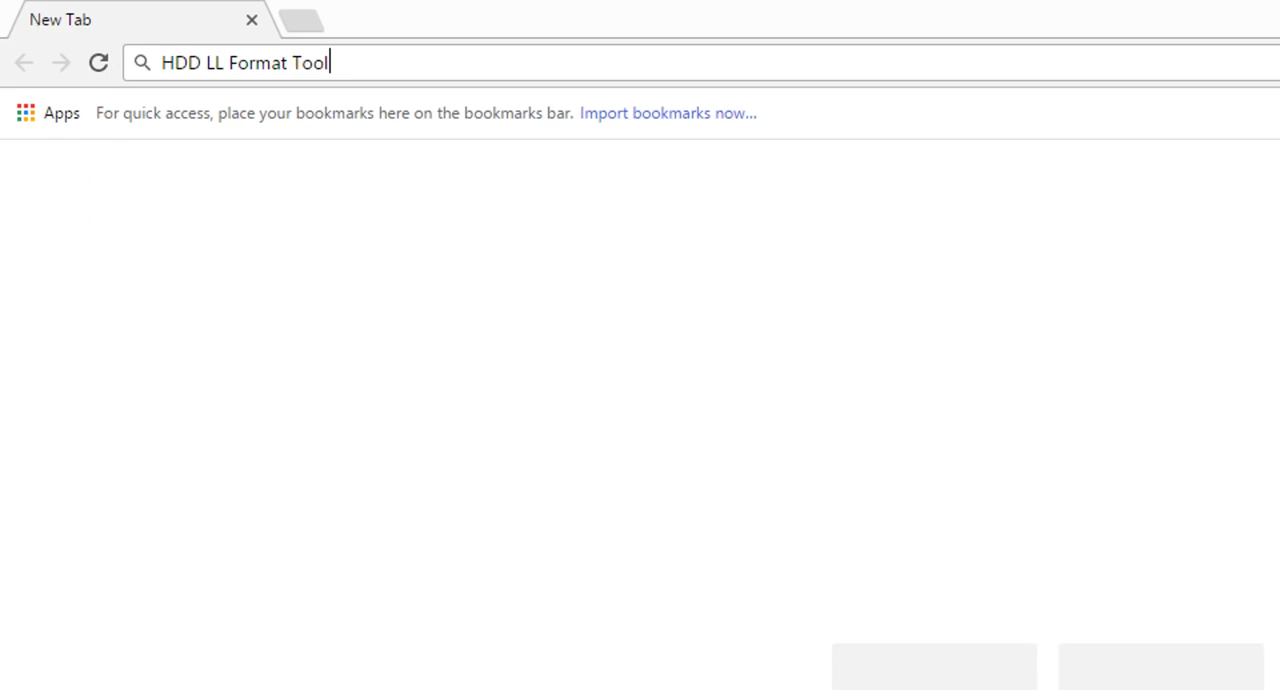 New Tab
HDD LL Format Tool
Apps For quick access, place your bookmarks here on the bookmarks bar. Import bookmarks now...